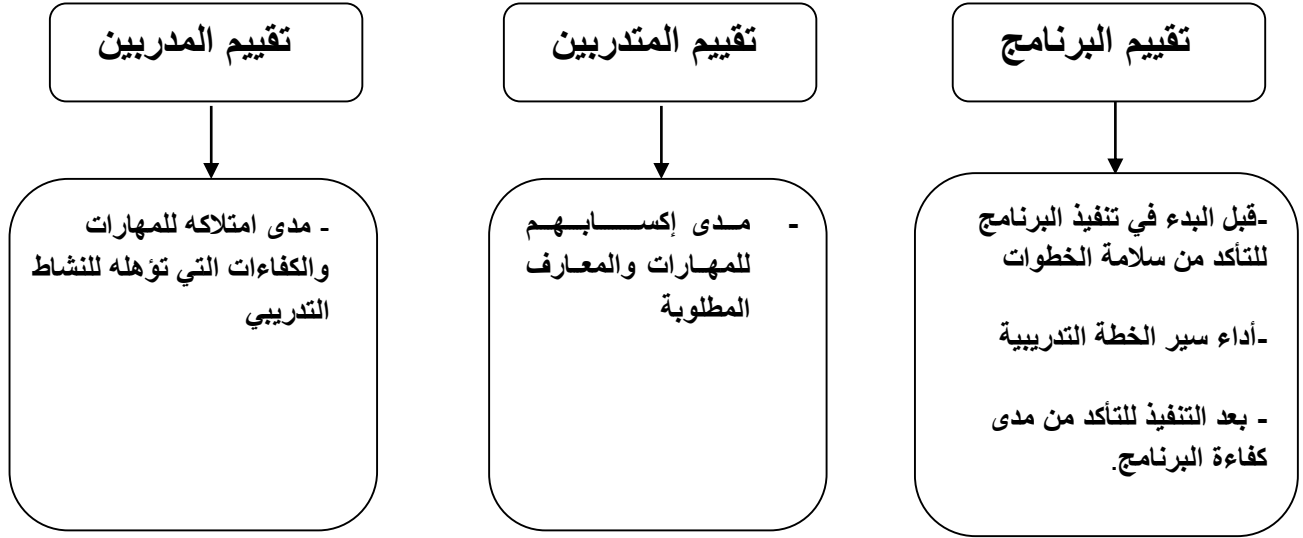 تقييم البرنامج
-قبل البدء في تنفيذ البرنامج
للتأكد من سلامة الخطوات
-أداء سير الخطة التدريبية
- بعد التنفيذ للتأكد من مدى
كفاءة البرنامج.
تقييم المتدربين
- مدى إكسابهم
للمهارات والمعارف
المطلوبة
تقييم المدربين
- مدى امتلاكه للمهارات
والكفاءات التي تؤهله للنشاط
التدريبي